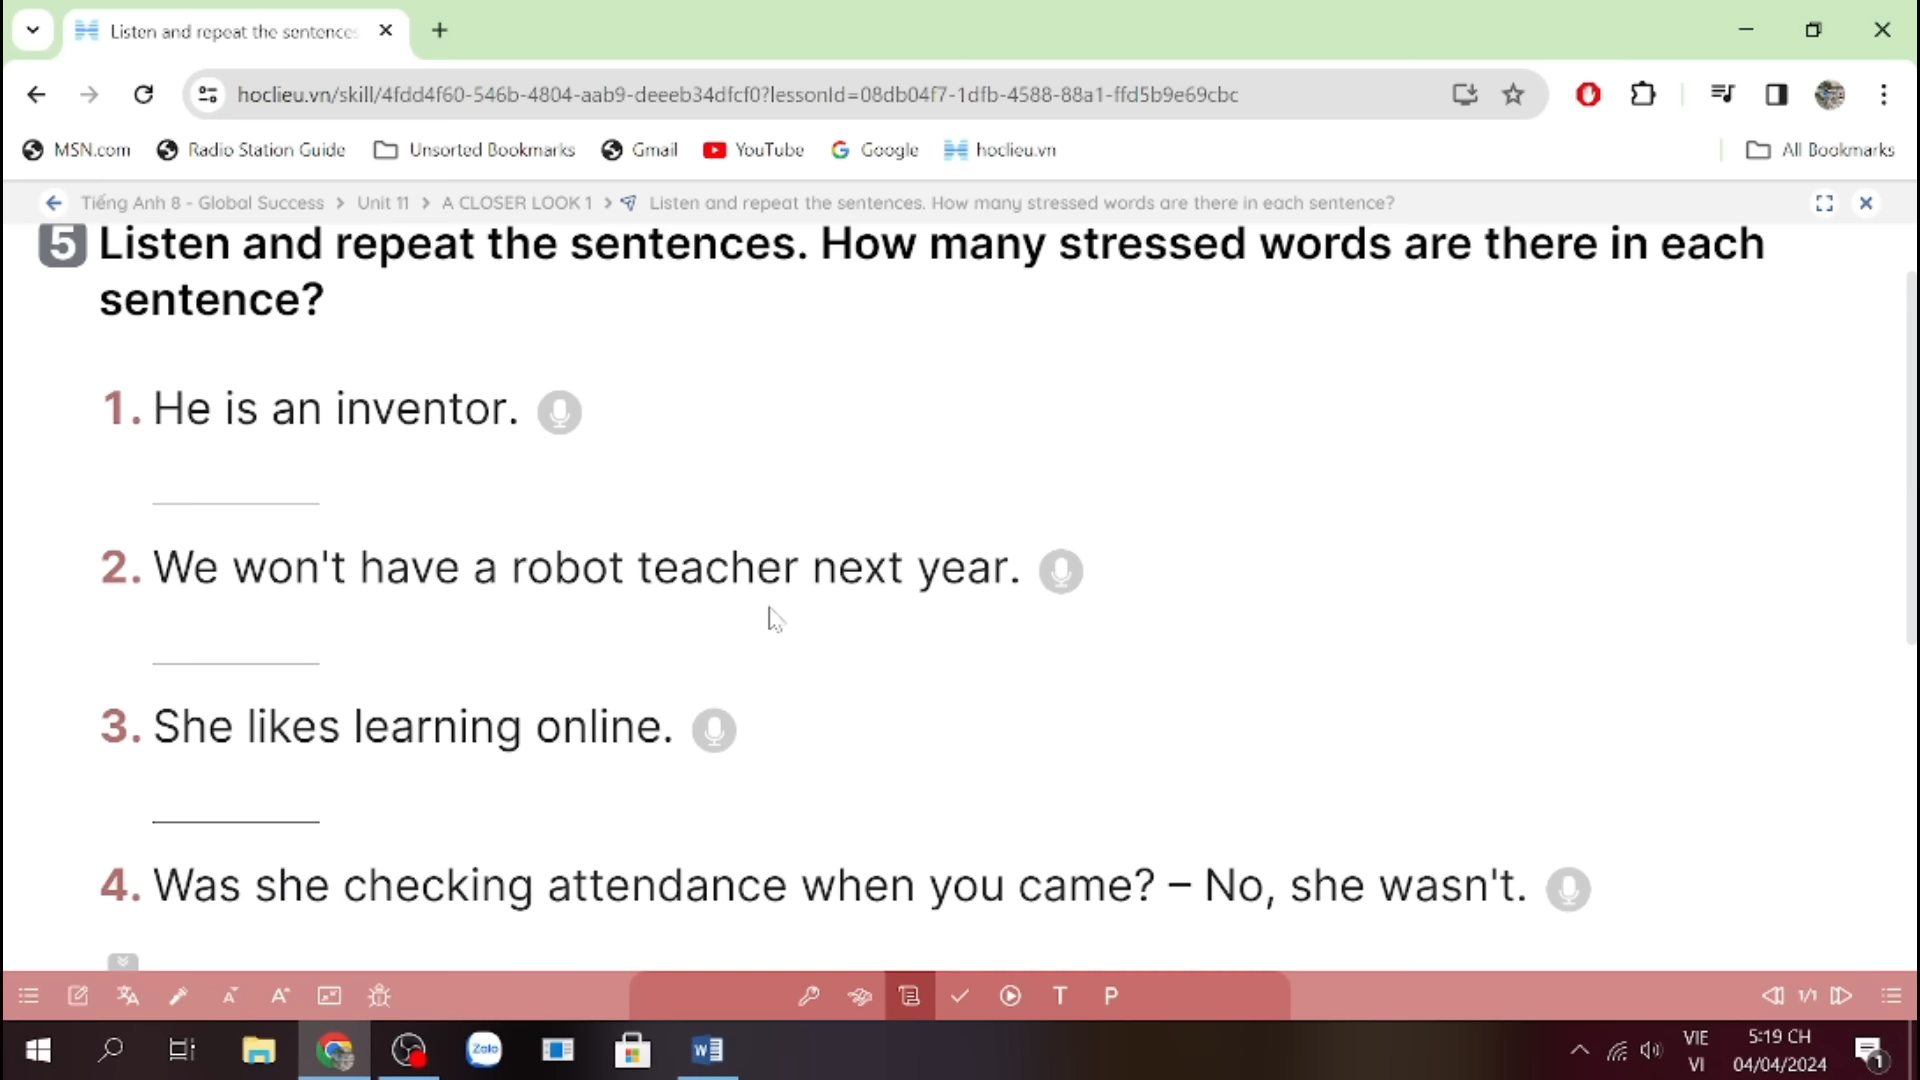 Listen and repeat the sentences
hoclieu.vn/skill/4fdd4f60-546b-4804-aab9-deeeb34dfcf0?lessonId=08db04f7-1dfb-4588-88a1-ffd5b9e69cbc
MSN.com Radio Station Guide Unsorted Bookmarks Gmail YouTube Google hoclieu.vn All Bookmarks
Tiếng Anh 8 - Global Success > Unit 11 > A CLOSER LOOK 1 > Listen and repeat the sentences. How many stressed words are there in each sentence?
5 Listen and repeat the sentences. How many stressed words are there in each
sentence?
1. He is an inventor.
2. We won't have a robot teacher next year.
3. She likes learning online.
4. Was she checking attendance when you came? – No, she wasn't.
T P 1/1
Zalo
VIE 5:19 CH
VI 04/04/2024 1